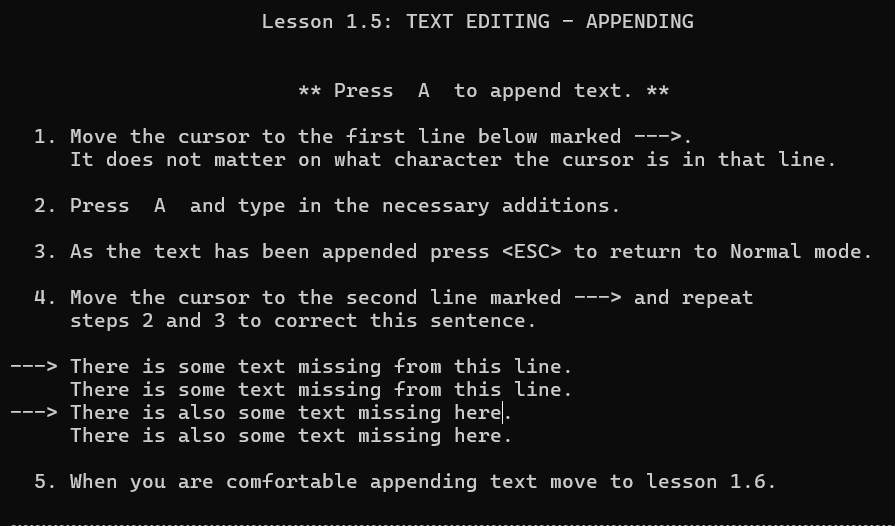 Lesson 1.5: TEXT EDITING - APPENDING
** Press  A  to append text. **
1. Move the cursor to the first line below marked --->.
It does not matter on what character the cursor is in that line.
2. Press  A  and type in the necessary additions.
3. As the text has been appended press <ESC> to return to Normal mode.
4. Move the cursor to the second line marked ---> and repeat
steps 2 and 3 to correct this sentence.
---> There is some text missing from this line.
There is some text missing from this line.
---> There is also some text missing here.
There is also some text missing here.
5. When you are comfortable appending text move to lesson 1.6.